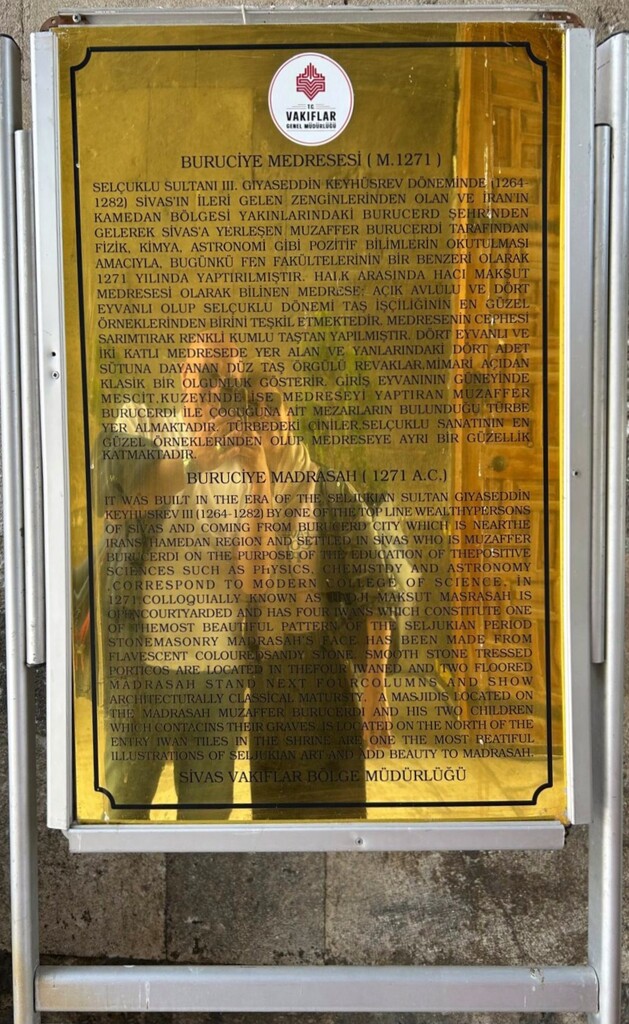 T.C.
VAKIFLAR
GENEL MÜDÜRLÜĞÜ
BURUCİYE MEDRESESİ ( M.1271 )
SELÇUKLU SULTANI III. GIYASEDDİN KEYHÜSREV DÖNEMİNDE (1264-
1282) SİVAS'IN İLERİ GELEN ZENGİNLERİNDEN OLAN VE İRAN'IN
KAMEDAN BÖLGESİ YAKINLARINDAKİ BURUCERD ŞEHRİNDEN
GELEREK SİVAS'A YERLEŞEN MUZAFFER BURUCERDİ TARAFINDAN
FİZİK, KİMYA, ASTRONOMİ GİBİ POZİTİF BİLİMLERİN OKUTULMASI
AMACIYLA, BUGÜNKÜ FEN FAKÜLTELERİNİN BİR BENZERİ OLARAK
1271 YILINDA YAPTIRILMIŞTIR. HALK ARASINDA HACI MAKSUT
MEDRESESİ OLARAK BİLİNEN MEDRESE; AÇIK AVLULU VE DÖRT
EYVANLI OLUP SELÇUKLU DÖNEMİ TAŞ İŞÇİLİĞİNİN EN GÜZEL
ÖRNEKLERİNDEN BİRİNİ TEŞKİL ETMEKTEDİR. MEDRESENİN CEPHESİ
SARIMTIRAK RENKLİ KUMLU TAŞTAN YAPILMIŞTIR. DÖRT EYVANLI VE
İKİ KATLI MEDRESEDE YER ALAN VE YANLARINDAKİ DÖRT ADET
SÜTUNA DAYANAN DÜZ TAŞ ÖRGÜLÜ REVAKLAR,MİMARİ AÇIDAN
KLASİK BİR OLGUNLUK GÖSTERİR. GİRİŞ EYVANININ GÜNEYİNDE
MESCİT,KUZEYİNDE İSE MEDRESEYİ YAPTIRAN MUZAFFER
BURUCERDİ İLE ÇOCUĞUNA AİT MEZARLARIN BULUNDUĞU TÜRBE
YER ALMAKTADIR. TÜRBEDEKİ ÇİNİLER,SELÇUKLU SANATININ EN
GÜZEL ÖRNEKLERİNDEN OLUP MEDRESEYE AYRI BİR GÜZELLİK
KATMAKTADIR.
BURUCİYE MADRASAH ( 1271 A.C.)
IT WAS BUILT IN THE ERA OF THE SELJUKIAN SULTAN GIYASEDDİN
KEYHÜSREV III (1264-1282) BY ONE OF THE TOP LINE WEALTHYPERSONS
OF SİVAS AND COMING FROM BURUCERD CITY WHICH IS NEARTHE
IRANS HAMEDAN REGION AND SETTLED IN SİVAS WHO IS MUZAFFER
BURUCERDI ON THE PURPOSE OF THE EDUCATION OF THEPOSITIVE
SCIENCES SUCH AS PHYSICS, CHEMISTDY AND ASTRONOMY
CORRESPOND TO MODERN COLLEGE OF SCIENCE, IN
1271 COLLOQUIALLY KNOWN AS HADJI MAKSUT MASRASAH IS
OPENCOURTYARDED AND HAS FOUR IWANS WHICH CONSTITUTE ONE
OF THEMOST BEAUTIFUL PATTERN OF THE SELJUKIAN PERIOD
STONEMASONRY MADRASAH'S FACE HAS BEEN MADE FROM
FLAVESCENT COLOUREDSANDY STONE. SMOOTH STONE TRESSED
PORTICOS ARE LOCATED IN THEFOUR IWANED AND TWO FLOORED
MADRASAH STAND NEXT FOURCOLUMNS AND SHOW
ARCHITECTURALLY CLASSICAL MATURSTY. A MASJIDIS LOCATED ON
THE MADRASAH MUZAFFER BURUCERDI AND HIS TWO CHILDREN
WHICH CONTACINS THEIR GRAVES, IS LOCATED ON THE NORTH OF THE
ENTRY IWAN TILES IN THE SHRINE ARE ONE THE MOST BEATIFUL
ILLUSTRATIONS OF SELJUKIAN ART AND ADD BEAUTY TO MADRASAH.
SİVAS VAKIFLAR BÖLGE MÜDÜRLÜĞÜ